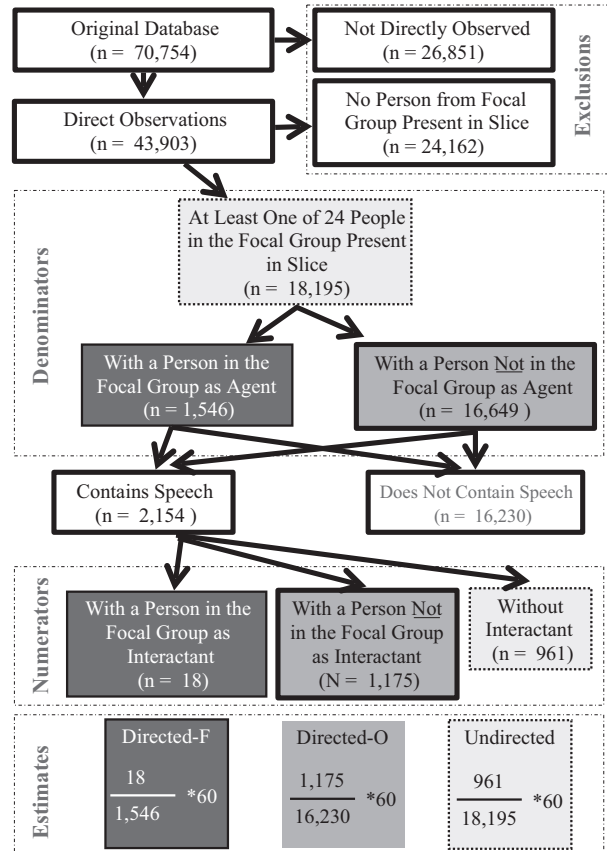 Original Database
(n = 70,754)
Not Directly Observed
(n = 26,851)
Direct Observations
(n = 43,903)
No Person from Focal
Group Present in Slice
(n = 24,162)
Exclusions
Denominators
At Least One of 24 People
in the Focal Group Present
in Slice
(n = 18,195)
With a Person in the
Focal Group as Agent
(n = 1,546)
With a Person Not in the
Focal Group as Agent
(n = 16,649 )
Contains Speech
(n = 2,154 )
Does Not Contain Speech
(n = 16,230)
Numerators
With a Person in the
Focal Group as
Interactant
(n = 18)
With a Person Not
in the Focal Group
as Interactant
(N = 1,175)
Without
Interactant
(n = 961)
Estimates
Directed-F
18
1,546
*60
Directed-O
1,175
16,230
*60
Undirected
961
18,195
*60